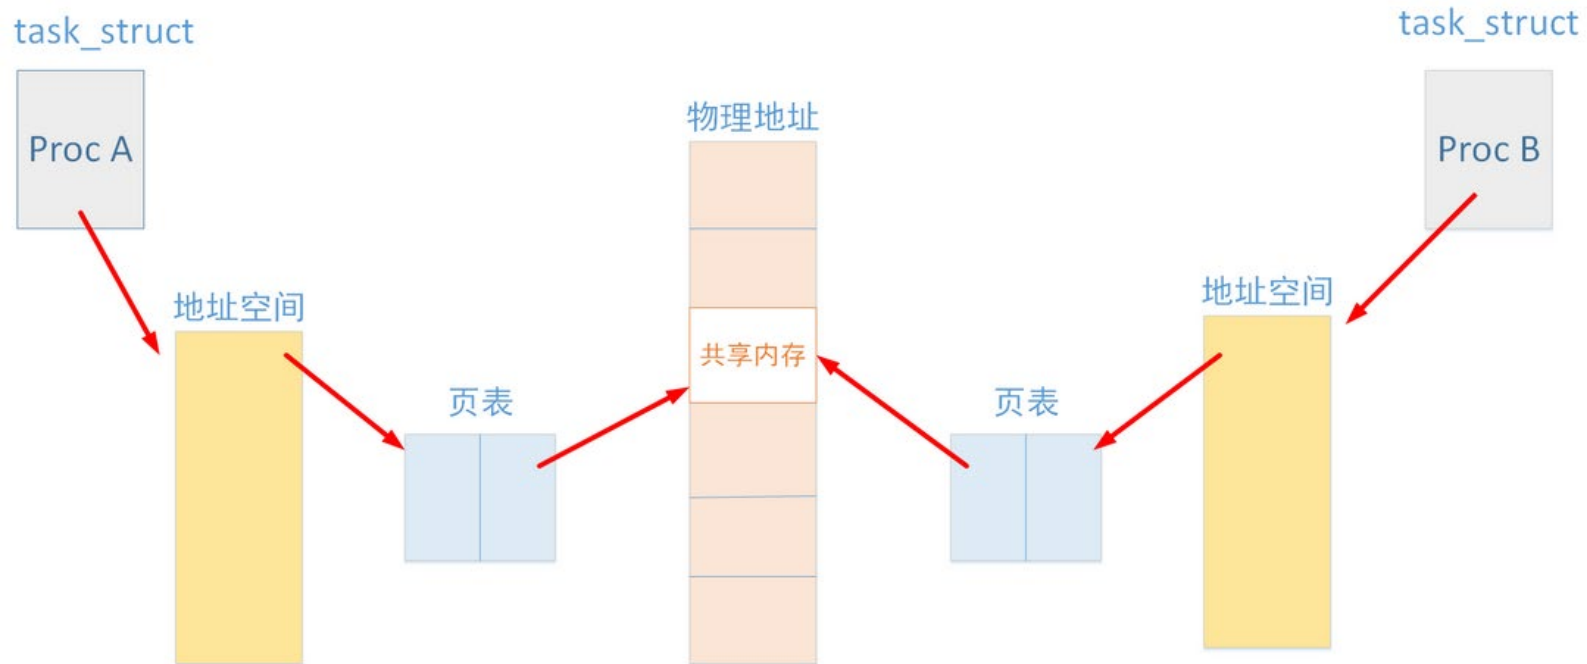 task_struct
task_struct
Proc A
物理地址
Proc B
地址空间
地址空间
共享内存
页表
页表